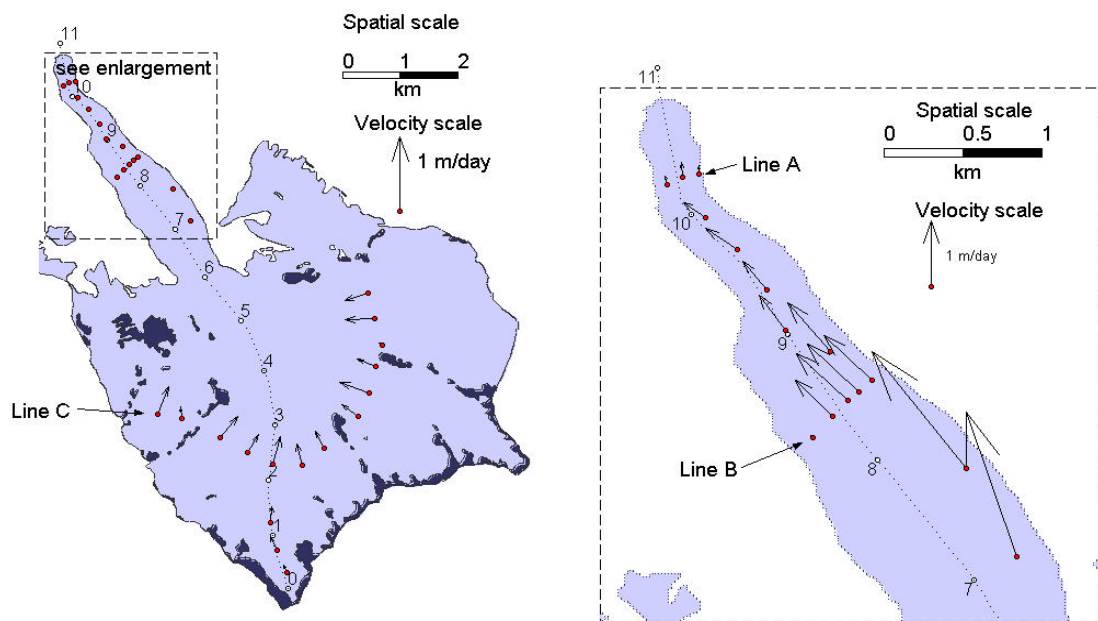 11
Spatial scale
see enlargement
0 1 2
km
0
9
Velocity scale
1 m/day
8
7
6
5
4
Line C
3
2
1
0
11
Spatial scale
0 0.5 1
km
Line A
10
Velocity scale
1 m/day
9
Line B
8
7